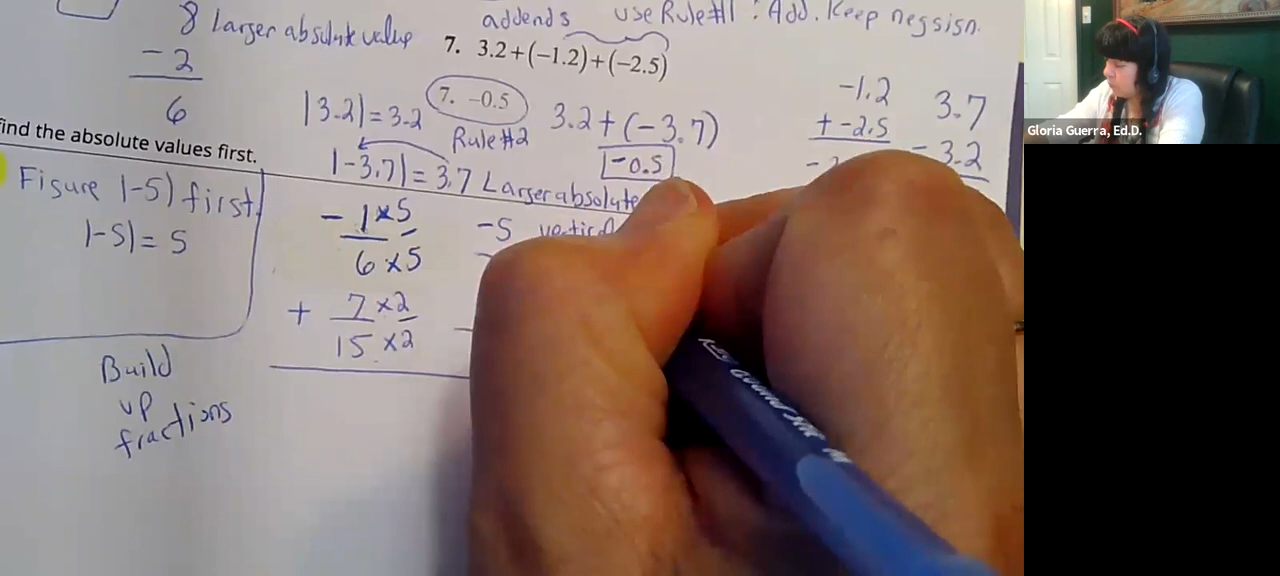 8 Larger absolute value
- 2
6
addends use Rule #1 : Add. Keep neg sign.
7. 3.2+(−1.2)+(−2.5)
|3.2| = 3.2
7. −0.5
Rule #2
3.2 + (-3.7)
-0.5
|-3.7| = 3.7 Larger absolute
-1.2
+ -2.5
3.7
- 3.2
find the absolute values first.
Figure |-5| first
|-5| = 5
- 1 x 5
6 x 5
+ 7 x 2
15 x 2
-5
Build
up
fractions
Gloria Guerra, Ed.D.